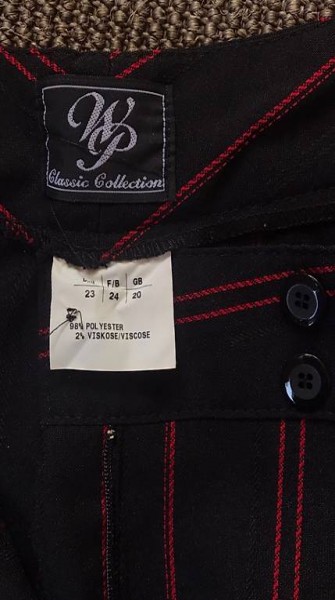 WP
Classic Collection
F/B GB
23 24 20
98% POLYESTER
2% VISKOSE/VISCOSE